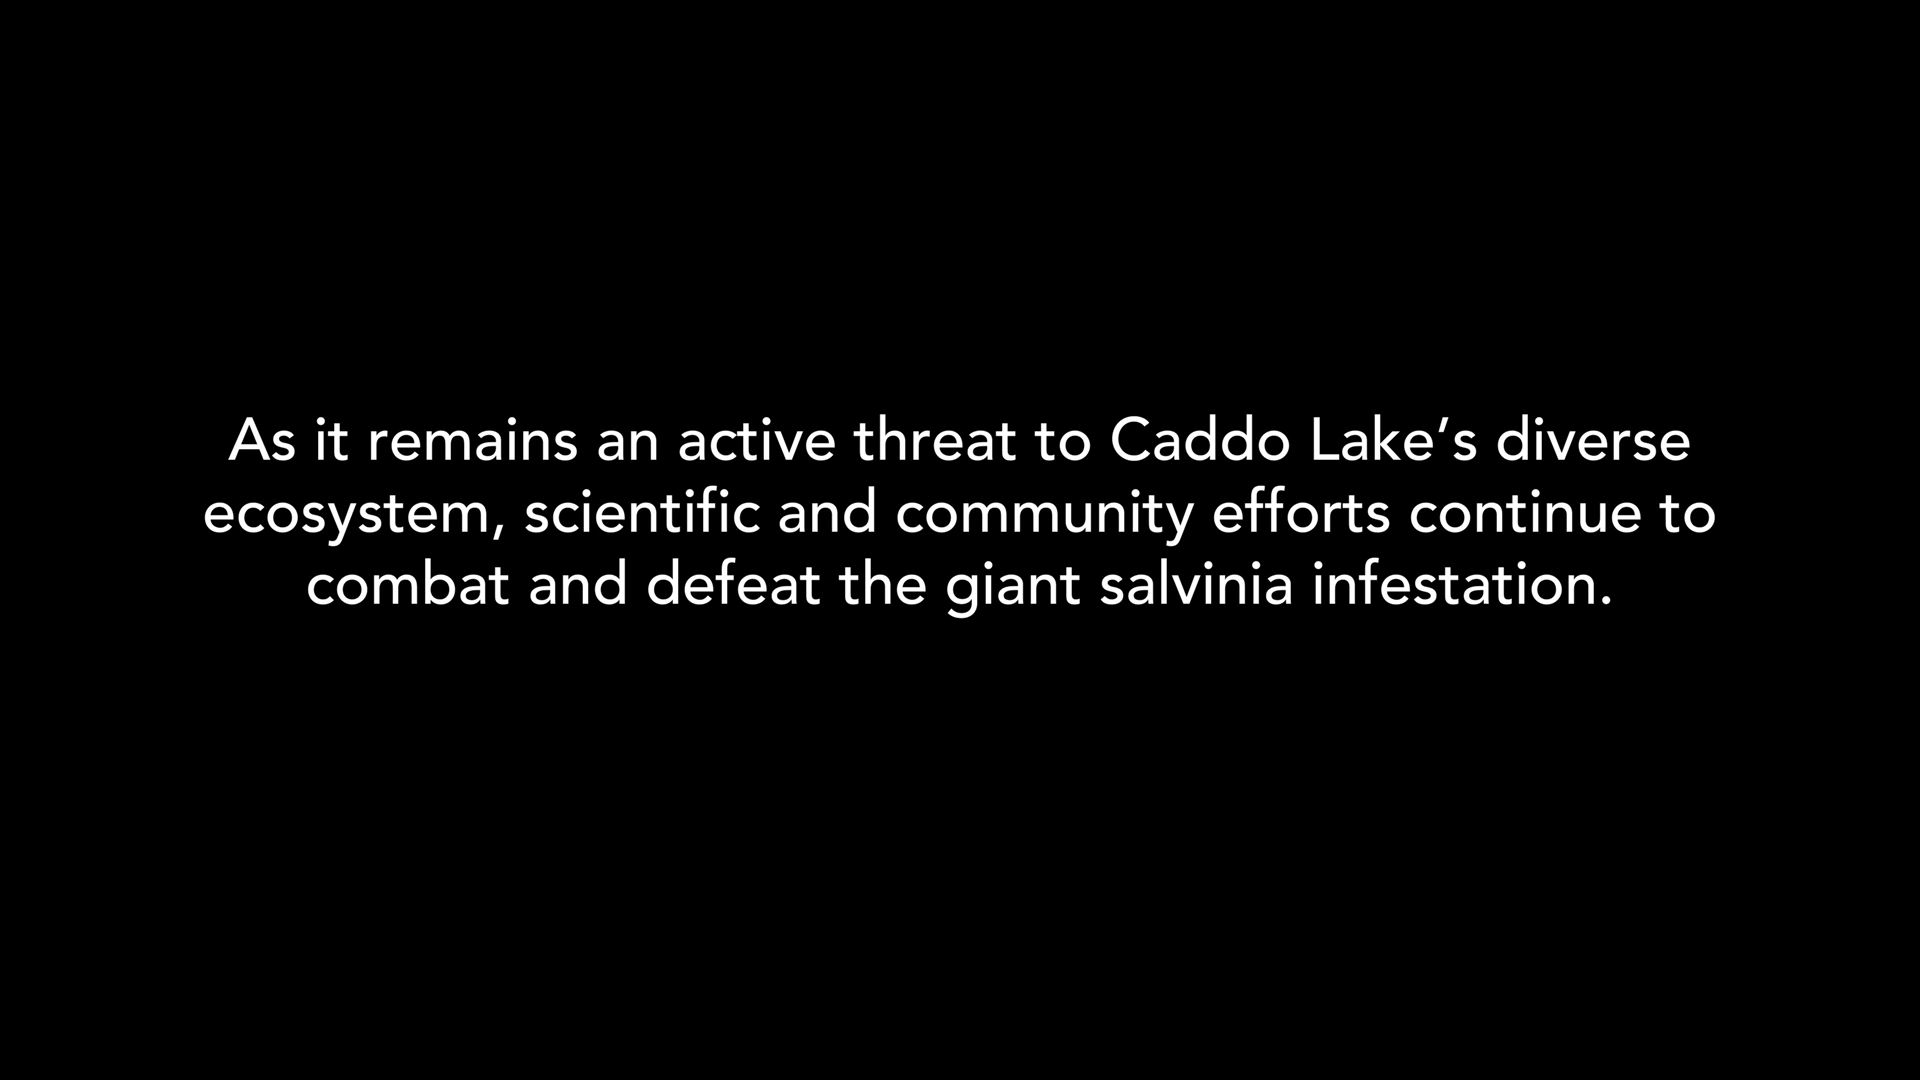 As it remains an active threat to Caddo Lake’s diverse
ecosystem, scientific and community efforts continue to
combat and defeat the giant salvinia infestation.